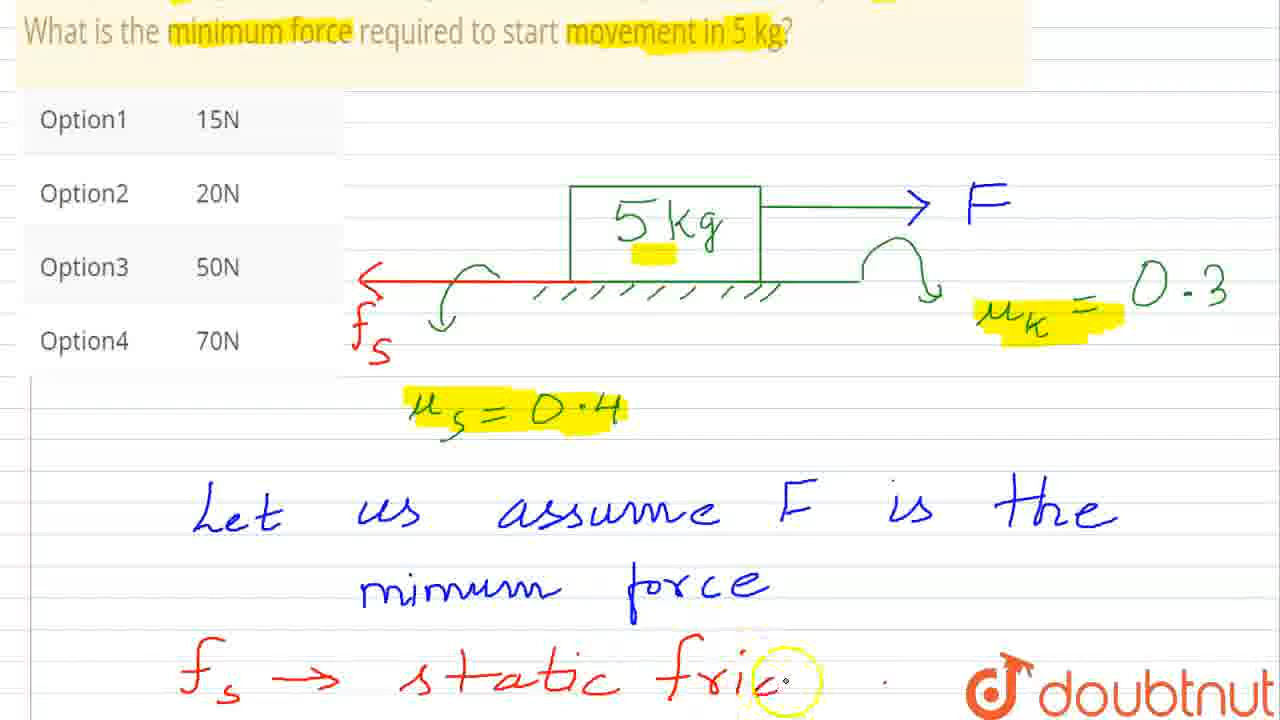 What is the minimum force required to start movement in 5 kg?
Option1 15N
Option2 20N
Option3 50N
Option4 70N
5 kg
F
fs
μk = 0.3
μs = 0.4
Let us assume F is the
mimum force
fs → static fric
doubtnut